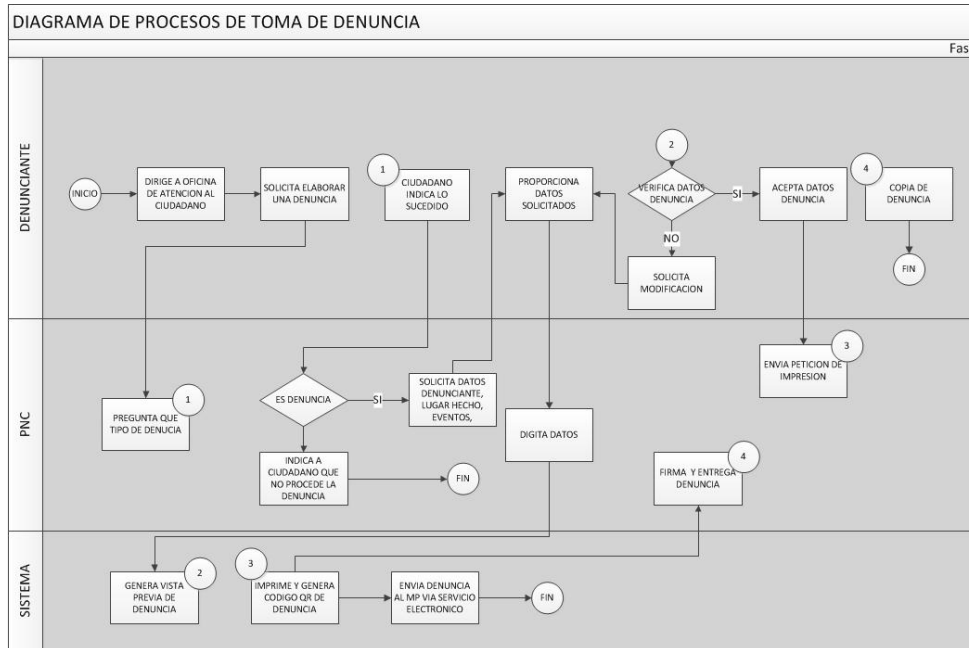 DIAGRAMA DE PROCESOS DE TOMA DE DENUNCIA
Fas
DENUNCIANTE
INICIO
DIRIGE A OFICINA
DE ATENCION AL
CIUDADANO
SOLICITA ELABORAR
UNA DENUNCIA
1
CIUDADANO
INDICA LO
SUCEDIDO
PROPORCIONA
DATOS
SOLICITADOS
2
VERIFICA DATOS
DENUNCIA
SI
NO
SOLICITA
MODIFICACION
ACEPTA DATOS
DENUNCIA
4
COPIA DE
DENUNCIA
FIN
PNC
PREGUNTA QUE
TIPO DE DENUCIA
1
ES DENUNCIA
SI
SOLICITA DATOS
DENUNCIANTE,
LUGAR HECHO,
EVENTOS,
INDICA A
CIUDADANO QUE
NO PROCEDE LA
DENUNCIA
FIN
DIGITA DATOS
FIRMA Y ENTREGA
DENUNCIA
4
ENVIA PETICION DE
IMPRESION
3
SISTEMA
GENERA VISTA
PREVIA DE
DENUNCIA
2
3
IMPRIME Y GENERA
CODIGO QR DE
DENUNCIA
ENVIA DENUNCIA
AL MP VIA SERVICIO
ELECTRONICO
FIN